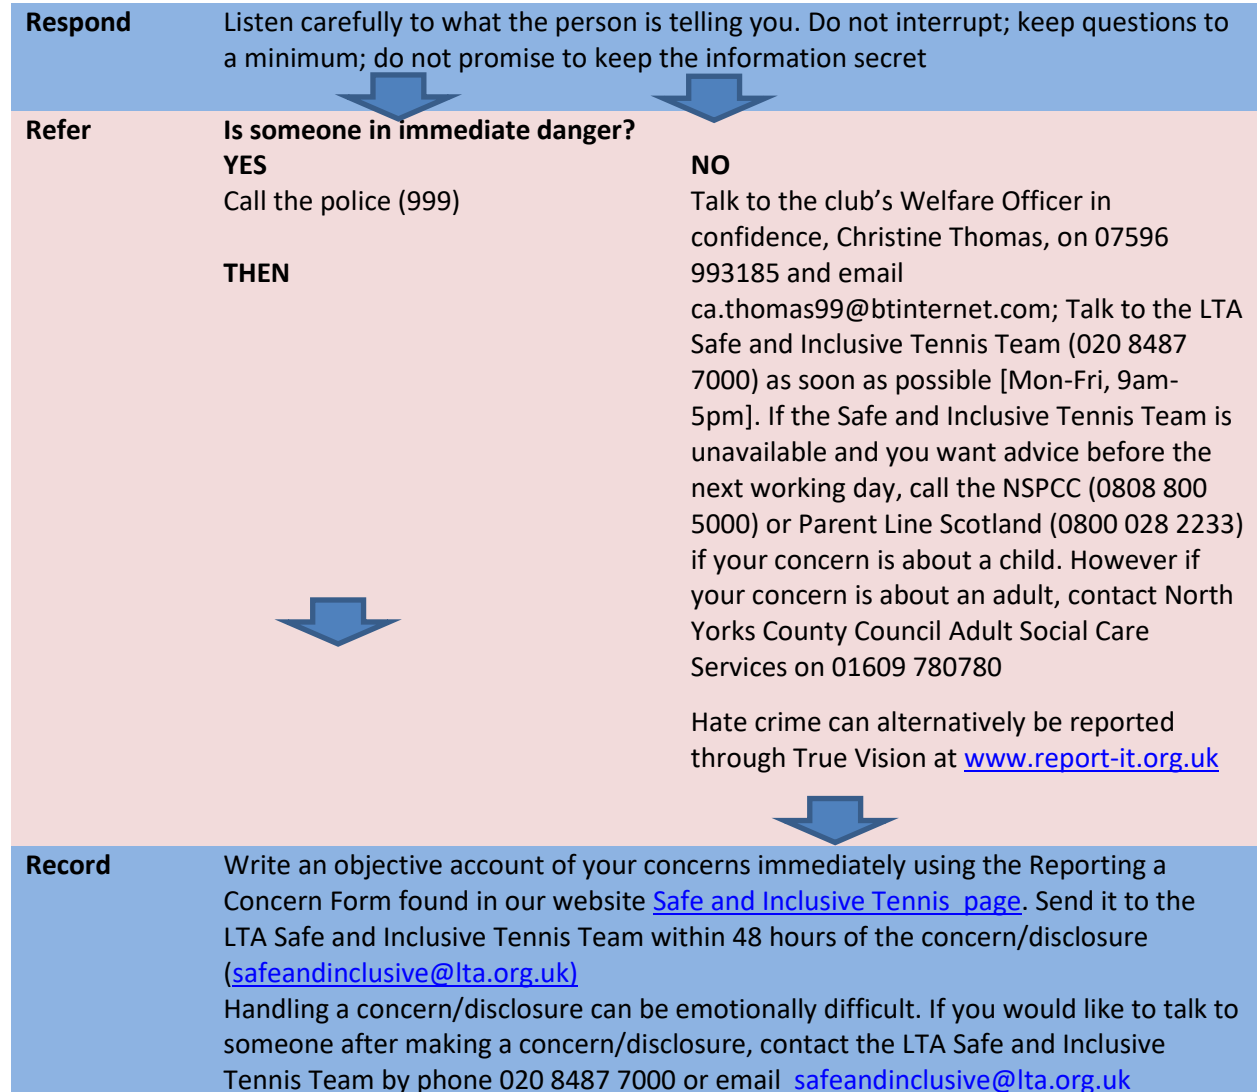 Respond
Listen carefully to what the person is telling you. Do not interrupt; keep questions to
a minimum; do not promise to keep the information secret
Refer
Is someone in immediate danger?
YES
Call the police (999)
THEN
NO
Talk to the club’s Welfare Officer in
confidence, Christine Thomas, on 07596
993185 and email
ca.thomas99@btinternet.com; Talk to the LTA
Safe and Inclusive Tennis Team (020 8487
7000) as soon as possible [Mon-Fri, 9am-
5pm]. If the Safe and Inclusive Tennis Team is
unavailable and you want advice before the
next working day, call the NSPCC (0808 800
5000) or Parent Line Scotland (0800 028 2233)
if your concern is about a child. However if
your concern is about an adult, contact North
Yorks County Council Adult Social Care
Services on 01609 780780
Hate crime can alternatively be reported
through True Vision at www.report-it.org.uk
Record
Write an objective account of your concerns immediately using the Reporting a
Concern Form found in our website Safe and Inclusive Tennis  page. Send it to the
LTA Safe and Inclusive Tennis Team within 48 hours of the concern/disclosure
(safeandinclusive@lta.org.uk)
Handling a concern/disclosure can be emotionally difficult. If you would like to talk to
someone after making a concern/disclosure, contact the LTA Safe and Inclusive
Tennis Team by phone 020 8487 7000 or email  safeandinclusive@lta.org.uk